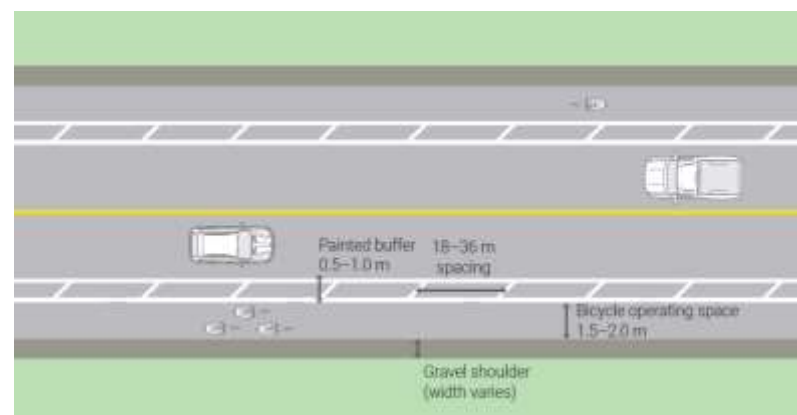 Painted buffer
0.5–1.0 m
18–36 m
spacing
Bicycle operating space
1.5–2.0 m
Gravel shoulder
(width varies)